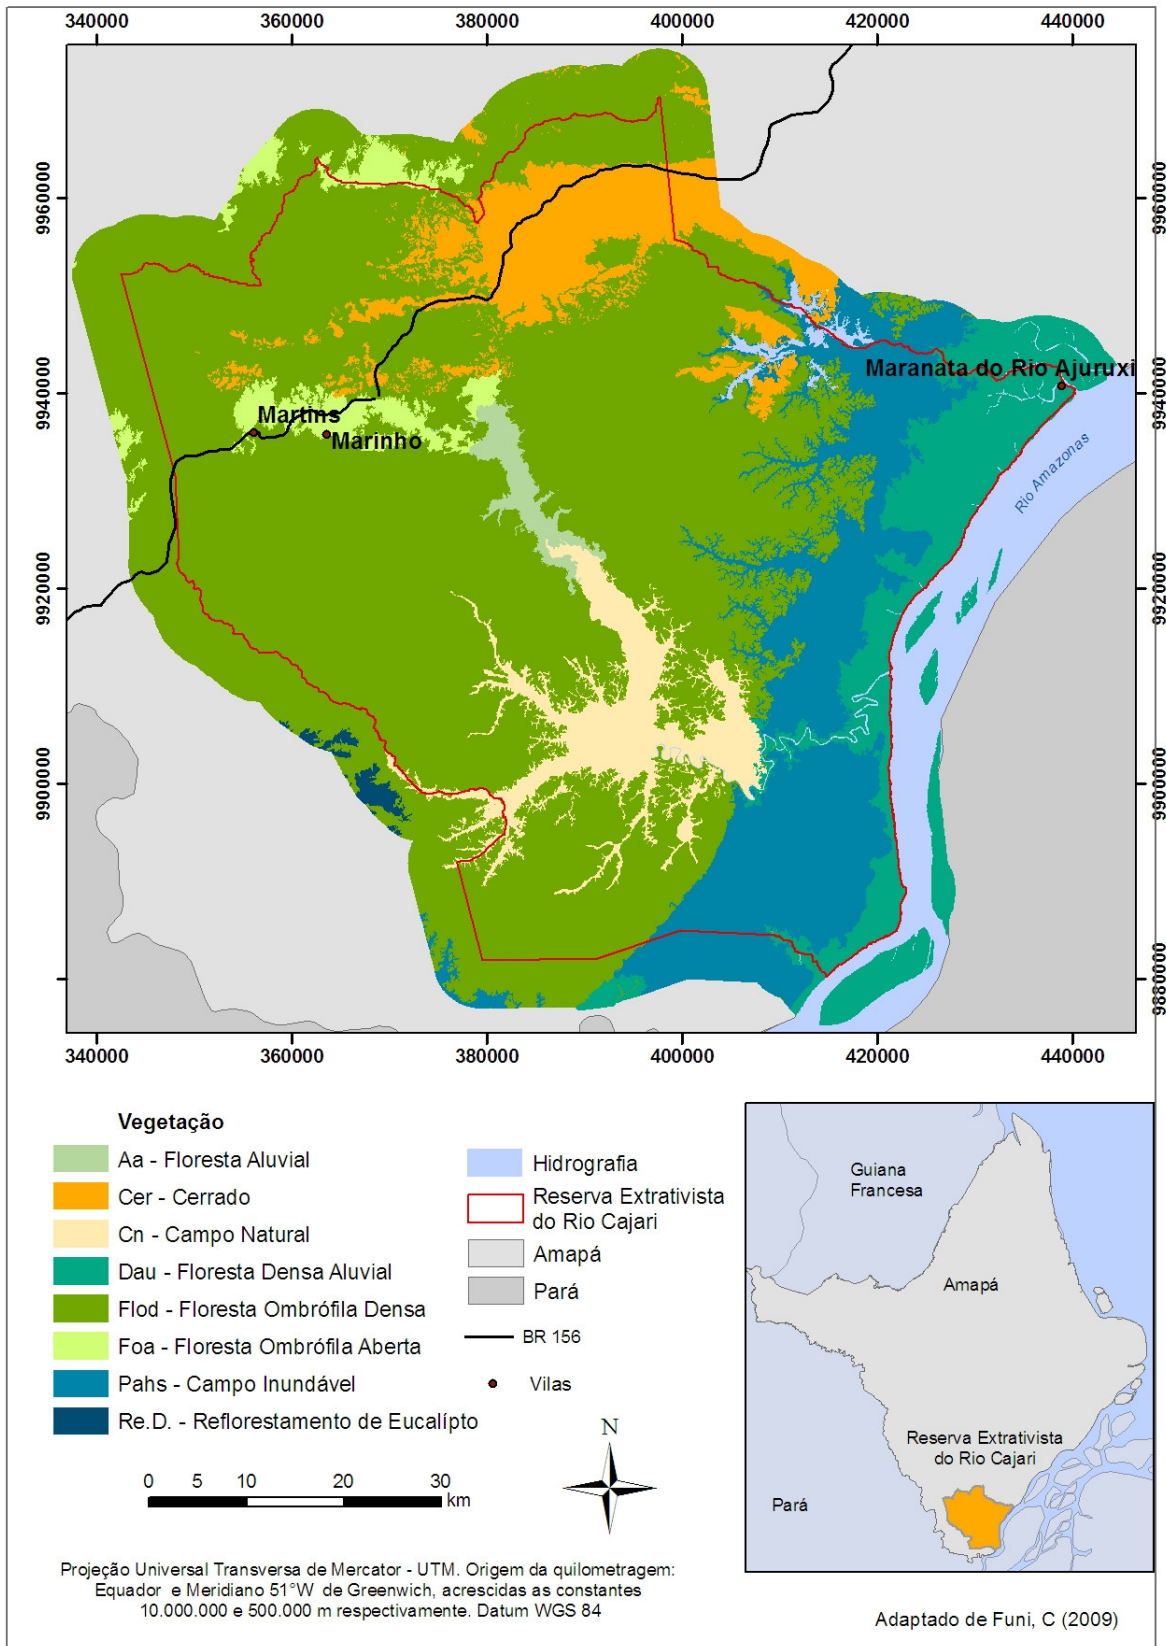 340000 360000 380000 400000 420000 440000
9960000
9960000
Maranata do Rio Ajuruxi
9940000
9940000
Martins
Marinho
Rio Amazonas
9920000
9920000
9900000
9900000
9880000
340000 360000 380000 400000 420000 440000
Vegetação
Aa - Floresta Aluvial
Cer - Cerrado
Cn - Campo Natural
Dau - Floresta Densa Aluvial
Flod - Floresta Ombrófila Densa
Foa - Floresta Ombrófila Aberta
Pahs - Campo Inundável
Re.D. - Reflorestamento de Eucalípto
Hidrografia
Reserva Extrativista
do Rio Cajari
Amapá
Pará
BR 156
Vilas
N
0 5 10 20 30
km
Guiana
Francesa
Amapá
Reserva Extrativista
do Rio Cajari
Pará
Projeção Universal Transversa de Mercator - UTM. Origem da quilometragem:
Equador e Meridiano 51°W de Greenwich, acrescidas as constantes
10.000.000 e 500.000 m respectivamente. Datum WGS 84
Adaptado de Funi, C (2009)